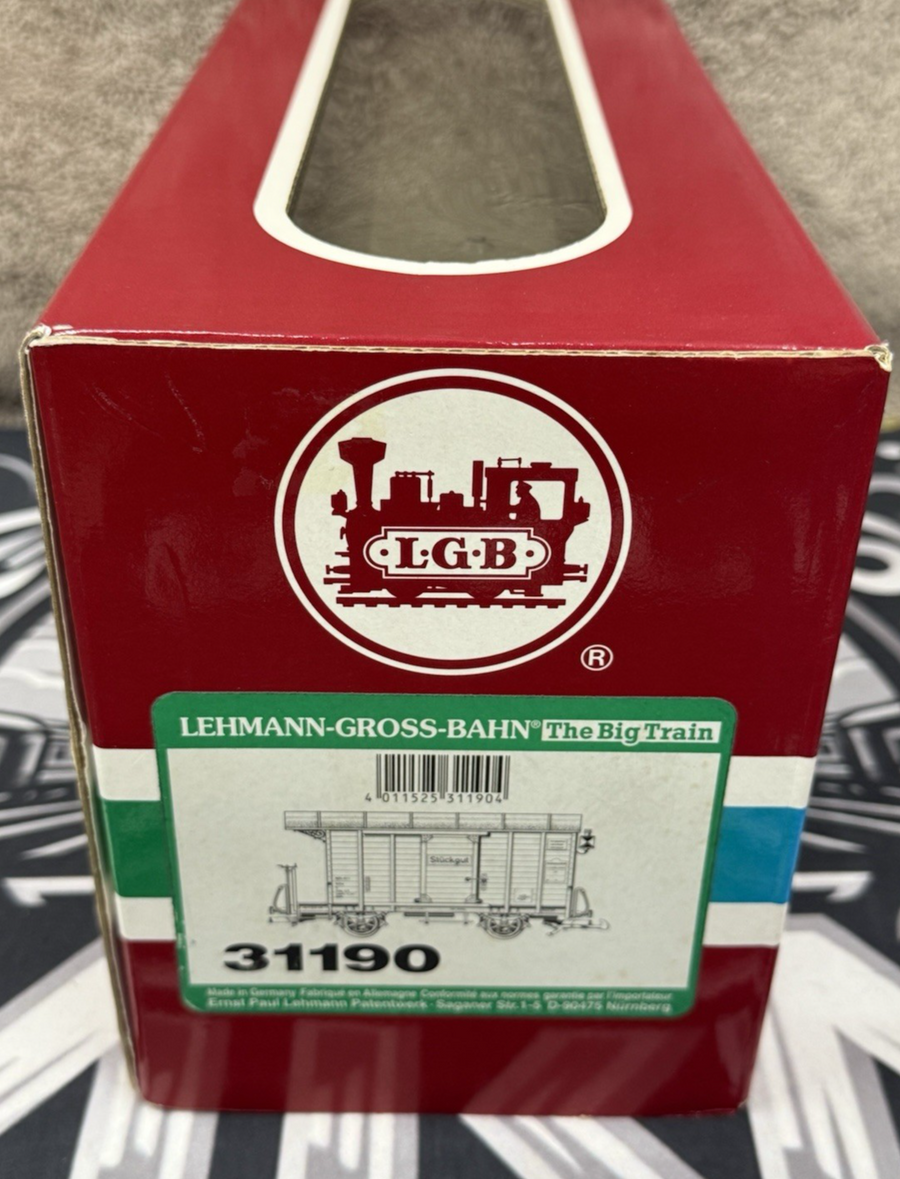 L·G·B
®
LEHMANN-GROSS-BAHN® The Big Train
4 011525 311904
Stückgut
31190
Made in Germany Fabriqué en Allemagne Conformité aux normes garantie par l'importateur
Ernst Paul Lehmann Patentwerk · Saganer Str. 1-5 D-90475 Nürnberg